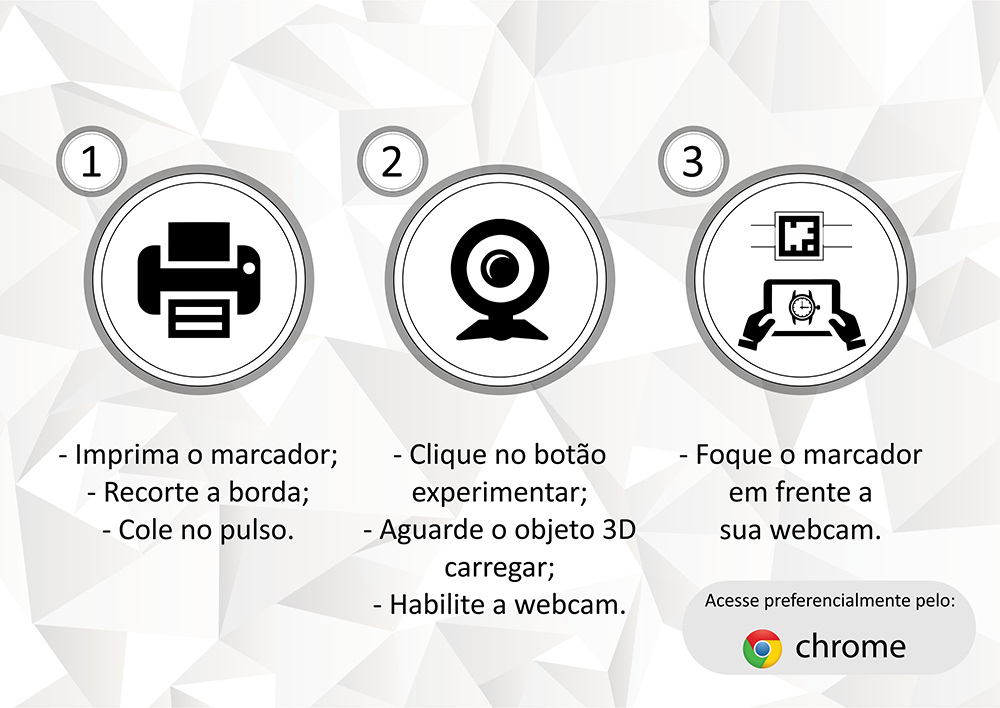 1
- Imprima o marcador;
- Recorte a borda;
- Cole no pulso.
2
- Clique no botão
experimentar;
- Aguarde o objeto 3D
carregar;
- Habilite a webcam.
3
- Foque o marcador
em frente a
sua webcam.
Acesse preferencialmente pelo:
chrome